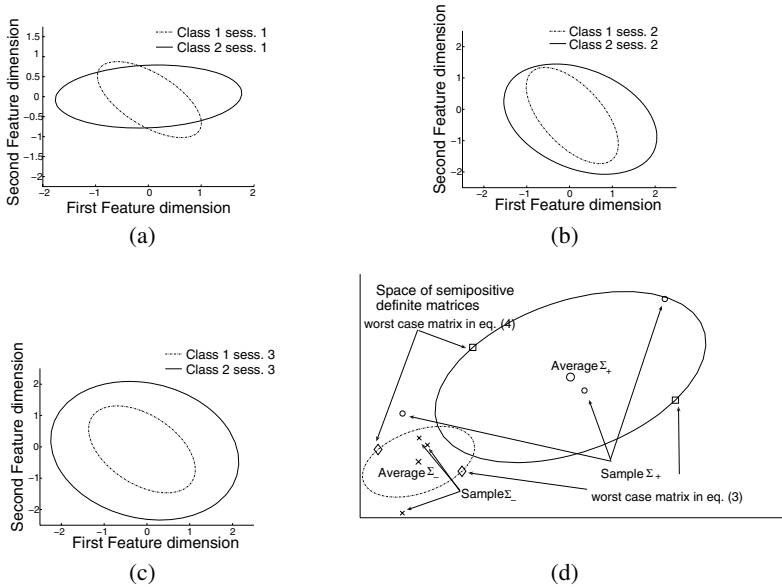 Class 1 sess. 1
Class 2 sess. 1
Second Feature dimension
1.5
1
0.5
0
−0.5
−1
−1.5
−2
−2 −1 0 1 2
First Feature dimension
(a)
Class 1 sess. 2
Class 2 sess. 2
Second Feature dimension
2
1
0
−1
−2
−2 −1 0 1 2
First Feature dimension
(b)
Class 1 sess. 3
Class 2 sess. 3
Second Feature dimension
2
1
0
−1
−2
−2 −1 0 1 2
First Feature dimension
(c)
Space of semipositive
definite matrices
worst case matrix in eq. (4)
Average Σ+
Average Σ−
Sample Σ+
SampleΣ−
worst case matrix in eq. (3)
(d)